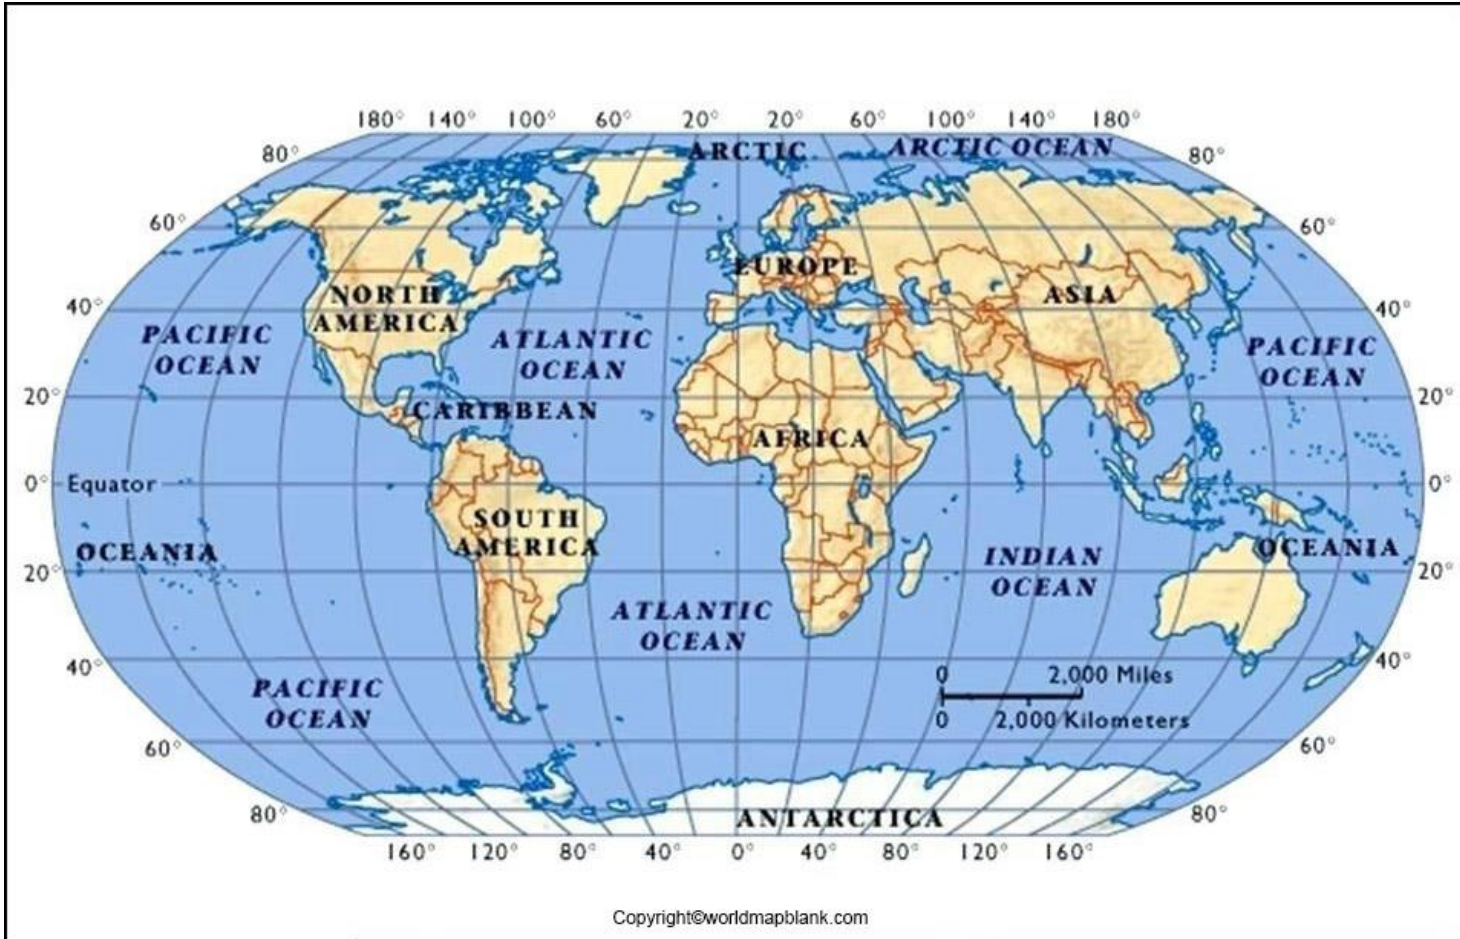 180° 140° 100° 60° 20° 20° 60° 100° 140° 180°
80° ARCTIC ARCTIC OCEAN 80°
60° 60°
EUROPE
NORTH
AMERICA
ASIA
40° 40°
PACIFIC
OCEAN
ATLANTIC
OCEAN
PACIFIC
OCEAN
20° 20°
CARIBBEAN
AFRICA
0° Equator 0°
SOUTH
AMERICA
OCEANIA
INDIAN
OCEAN
OCEANIA
20° 20°
ATLANTIC
OCEAN
40° 40°
0 2,000 Miles
0 2,000 Kilometers
PACIFIC
OCEAN
60° 60°
80° ANTARCTICA 80°
160° 120° 80° 40° 0° 40° 80° 120° 160°
Copyright©worldmapblank.com